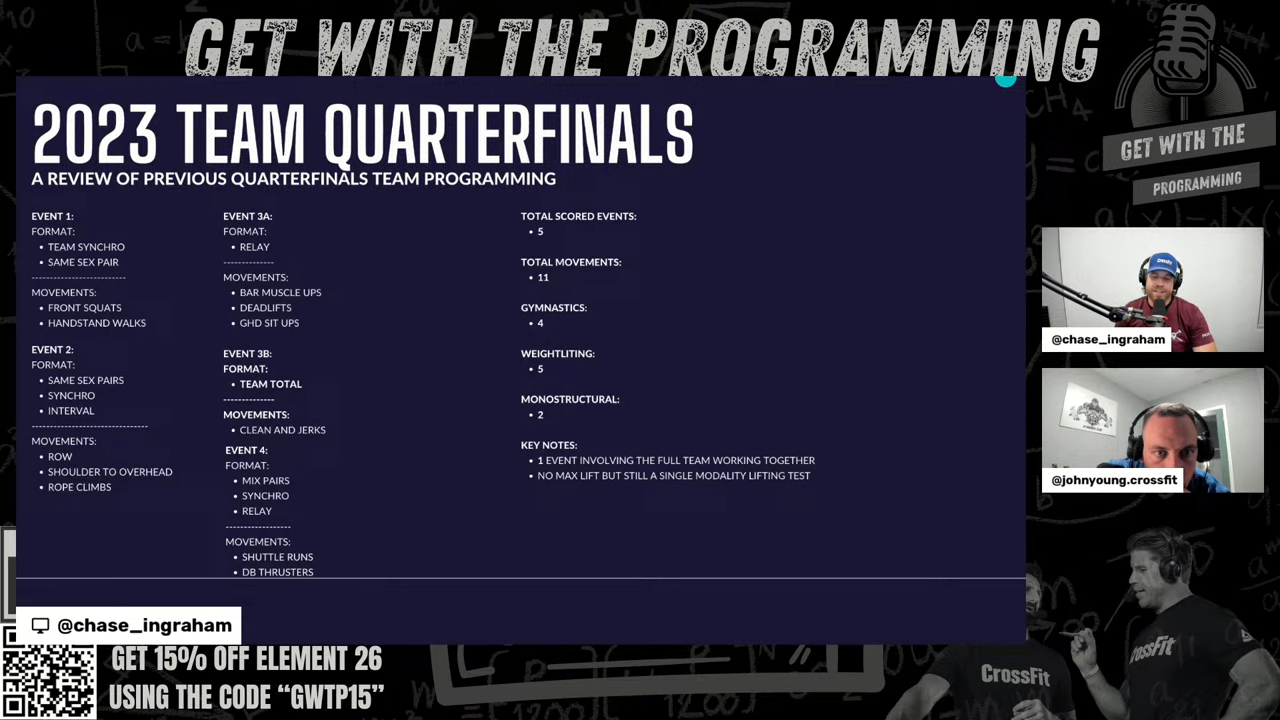 GET WITH THE PROGRAMMING
2023 TEAM QUARTERFINALS
A REVIEW OF PREVIOUS QUARTERFINALS TEAM PROGRAMMING
EVENT 1:
FORMAT:
• TEAM SYNCHRO
• SAME SEX PAIR
----------------------------
MOVEMENTS:
• FRONT SQUATS
• HANDSTAND WALKS
EVENT 2:
FORMAT:
• SAME SEX PAIRS
• SYNCHRO
• INTERVAL
----------------------------------
MOVEMENTS:
• ROW
• SHOULDER TO OVERHEAD
• ROPE CLIMBS
EVENT 3A:
FORMAT:
• RELAY
--------------
MOVEMENTS:
• BAR MUSCLE UPS
• DEADLIFTS
• GHD SIT UPS
EVENT 3B:
FORMAT:
• TEAM TOTAL
--------------
MOVEMENTS:
• CLEAN AND JERKS
EVENT 4:
FORMAT:
• MIX PAIRS
• SYNCHRO
• RELAY
------------------
MOVEMENTS:
• SHUTTLE RUNS
• DB THRUSTERS
TOTAL SCORED EVENTS:
• 5
TOTAL MOVEMENTS:
• 11
GYMNASTICS:
• 4
WEIGHTLITING:
• 5
MONOSTRUCTURAL:
• 2
KEY NOTES:
• 1 EVENT INVOLVING THE FULL TEAM WORKING TOGETHER
• NO MAX LIFT BUT STILL A SINGLE MODALITY LIFTING TEST
GET WITH THE
PROGRAMMING
@chase_ingraham
@johnyoung.crossfit
@chase_ingraham
GET 15% OFF ELEMENT 26
USING THE CODE “GWTP15”
CrossFit
CrossFit